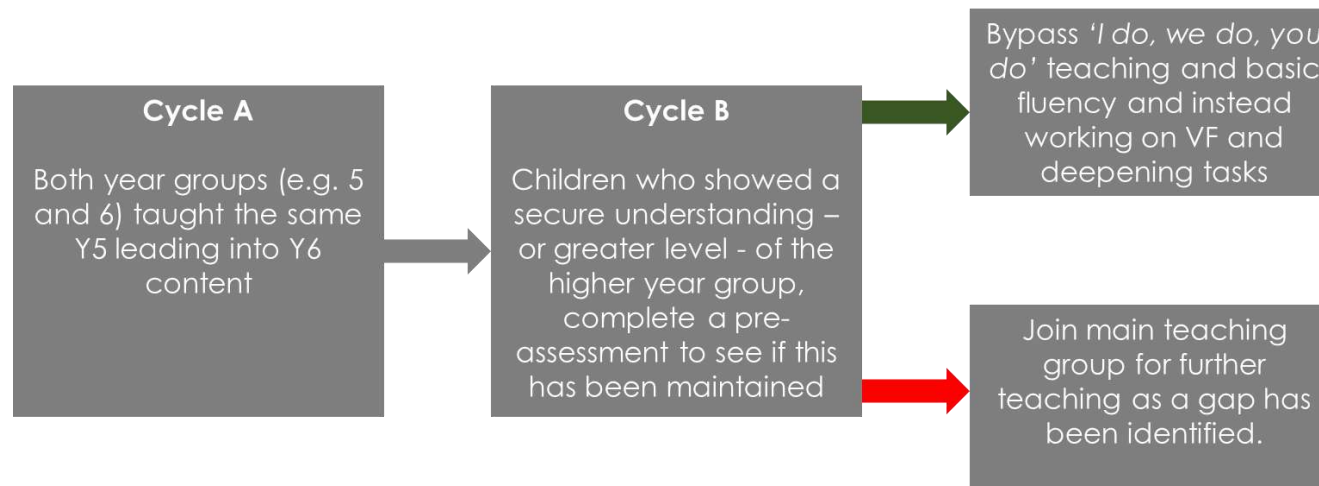 Cycle A
Both year groups (e.g. 5
and 6) taught the same
Y5 leading into Y6
content
Cycle B
Children who showed a
secure understanding –
or greater level - of the
higher year group,
complete a pre-
assessment to see if this
has been maintained
Bypass ‘I do, we do, you
do’ teaching and basic
fluency and instead
working on VF and
deepening tasks
Join main teaching
group for further
teaching as a gap has
been identified.